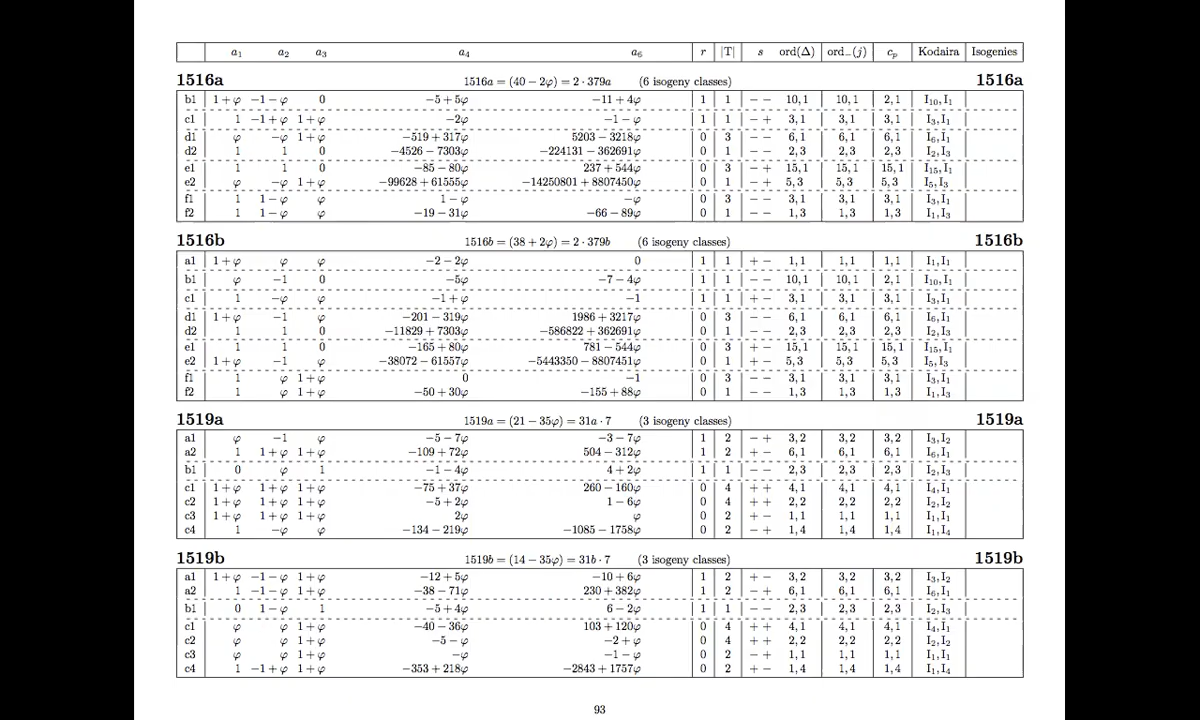 a₁ a₂ a₃ a₄ a₆ r |T| s ord(Δ) ord₋(j) cₚ Kodaira Isogenies
1516a 1516a = (40 − 2φ) = 2 · 379a (6 isogeny classes) 1516a
b1 1+φ −1−φ 0 −5+5φ −11+4φ 1 1 − − 10,1 10,1 2,1 I₁₀,I₁
c1 1 −1+φ 1+φ −2φ −1−φ 1 1 − + 3,1 3,1 3,1 I₃,I₁
d1 φ −φ 1+φ −519+317φ 5203−3218φ 0 3 − − 6,1 6,1 6,1 I₆,I₁
d2 1 1 0 −4526−7303φ −224131−362691φ 0 1 − − 2,3 2,3 2,3 I₂,I₃
e1 1 1 0 −85−80φ 237+544φ 0 3 − + 15,1 15,1 15,1 I₁₅,I₁
e2 φ −φ 1+φ −99628+61555φ −14250801+8807450φ 0 1 − + 5,3 5,3 5,3 I₅,I₃
f1 1 1−φ φ 1−φ −φ 0 3 − − 3,1 3,1 3,1 I₃,I₁
f2 1 1−φ φ −19−31φ −66−89φ 0 1 − − 1,3 1,3 1,3 I₁,I₃
1516b 1516b = (38 + 2φ) = 2 · 379b (6 isogeny classes) 1516b
a1 1+φ φ φ −2−2φ 0 1 1 + − 1,1 1,1 1,1 I₁,I₁
b1 φ −1 0 −5φ −7−4φ 1 1 − − 10,1 10,1 2,1 I₁₀,I₁
c1 1 −φ φ −1+φ −1 1 1 + − 3,1 3,1 3,1 I₃,I₁
d1 1+φ −1 φ −201−319φ 1986+3217φ 0 3 − − 6,1 6,1 6,1 I₆,I₁
d2 1 1 0 −11829+7303φ −586822+362691φ 0 1 − − 2,3 2,3 2,3 I₂,I₃
e1 1 1 0 −165+80φ 781−544φ 0 3 + − 15,1 15,1 15,1 I₁₅,I₁
e2 1+φ −1 φ −38072−61557φ −5443350−8807451φ 0 1 + − 5,3 5,3 5,3 I₅,I₃
f1 1 φ 1+φ 0 −1 0 3 − − 3,1 3,1 3,1 I₃,I₁
f2 1 φ 1+φ −50+30φ −155+88φ 0 1 − − 1,3 1,3 1,3 I₁,I₃
1519a 1519a = (21 − 35φ) = 31a · 7 (3 isogeny classes) 1519a
a1 φ −1 φ −5−7φ −3−7φ 1 2 − + 3,2 3,2 3,2 I₃,I₂
a2 1 1+φ 1+φ −109+72φ 504−312φ 1 2 + − 6,1 6,1 6,1 I₆,I₁
b1 0 φ 1 −1−4φ 4+2φ 1 1 − − 2,3 2,3 2,3 I₂,I₃
c1 1+φ 1+φ 1+φ −75+37φ 260−160φ 0 4 + + 4,1 4,1 4,1 I₄,I₁
c2 1+φ 1+φ 1+φ −5+2φ 1−6φ 0 4 + + 2,2 2,2 2,2 I₂,I₂
c3 1+φ 1+φ 1+φ 2φ φ 0 2 + − 1,1 1,1 1,1 I₁,I₁
c4 1 −φ φ −134−219φ −1085−1758φ 0 2 − + 1,4 1,4 1,4 I₁,I₄
1519b 1519b = (14 − 35φ) = 31b · 7 (3 isogeny classes) 1519b
a1 1+φ −1−φ 1+φ −12+5φ −10+6φ 1 2 + − 3,2 3,2 3,2 I₃,I₂
a2 1 −1−φ 1+φ −38−71φ 230+382φ 1 2 − + 6,1 6,1 6,1 I₆,I₁
b1 0 1−φ 1 −5+4φ 6−2φ 1 1 − − 2,3 2,3 2,3 I₂,I₃
c1 φ φ 1+φ −40−36φ 103+120φ 0 4 + + 4,1 4,1 4,1 I₄,I₁
c2 φ φ 1+φ −5−φ −2+φ 0 4 + + 2,2 2,2 2,2 I₂,I₂
c3 φ φ 1+φ −φ −1−φ 0 2 − + 1,1 1,1 1,1 I₁,I₁
c4 1 −1+φ 1+φ −353+218φ −2843+1757φ 0 2 + − 1,4 1,4 1,4 I₁,I₄
93